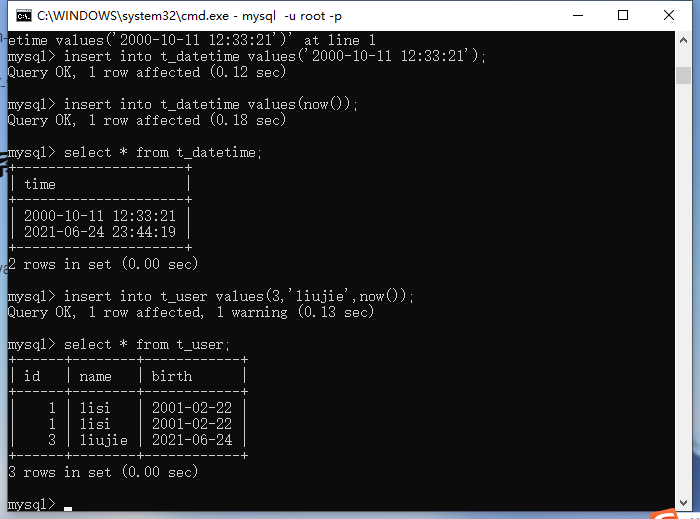 C:\WINDOWS\system32\cmd.exe - mysql  -u root -p
etime values('2000-10-11 12:33:21')' at line 1
mysql> insert into t_datetime values('2000-10-11 12:33:21');
Query OK, 1 row affected (0.12 sec)
mysql> insert into t_datetime values(now());
Query OK, 1 row affected (0.18 sec)
mysql> select * from t_datetime;
+---------------------+
| time                |
+---------------------+
| 2000-10-11 12:33:21 |
| 2021-06-24 23:44:19 |
+---------------------+
2 rows in set (0.00 sec)
mysql> insert into t_user values(3,'liujie',now());
Query OK, 1 row affected, 1 warning (0.13 sec)
mysql> select * from t_user;
+------+--------+------------+
| id   | name   | birth      |
+------+--------+------------+
|    1 | lisi   | 2001-02-22 |
|    1 | lisi   | 2001-02-22 |
|    3 | liujie | 2021-06-24 |
+------+--------+------------+
3 rows in set (0.00 sec)
mysql>